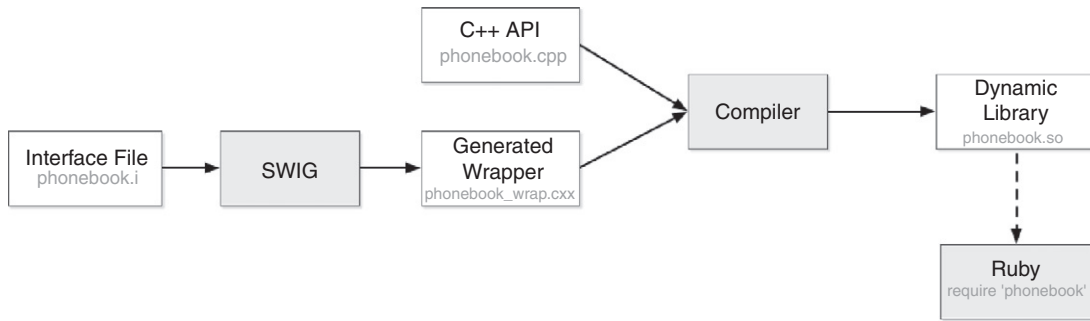 C++ API
phonebook.cpp
Interface File
phonebook.i
SWIG
Generated
Wrapper
phonebook_wrap.cxx
Compiler
Dynamic
Library
phonebook.so
Ruby
require 'phonebook'